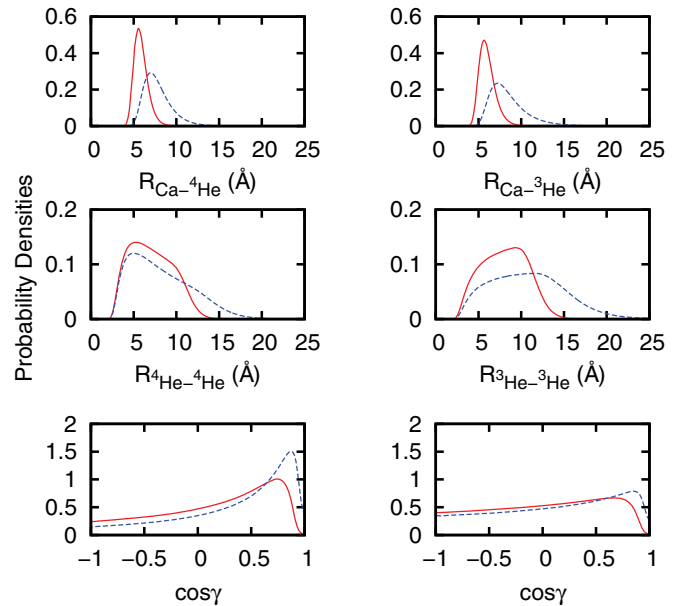 0.6
0.4
0.2
0
0 5 10 15 20 25
R Ca–⁴He (Å)
0.6
0.4
0.2
0
0 5 10 15 20 25
R Ca–³He (Å)
Probability Densities
0.2
0.1
0
0 5 10 15 20 25
R ⁴He–⁴He (Å)
0.2
0.1
0
0 5 10 15 20 25
R ³He–³He (Å)
2
1.5
1
0.5
0
−1 −0.5 0 0.5 1
cosγ
2
1.5
1
0.5
0
−1 −0.5 0 0.5 1
cosγ